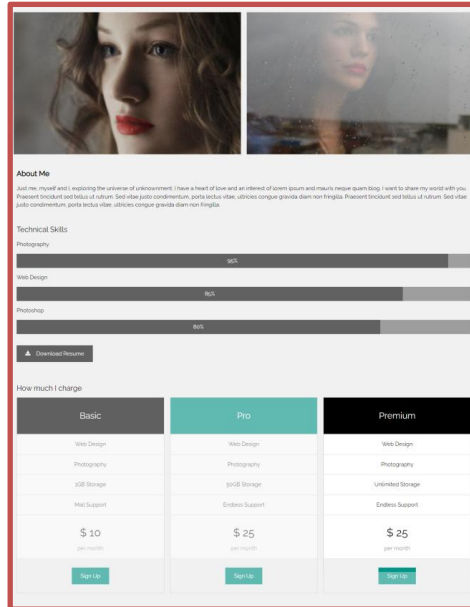 About Me
Just me, myself and I, exploring the universe of unknownment. I have a heart of love and an interest of lorem ipsum and mauris neque quam blog. I want to share my world with you.
Praesent tincidunt sed tellus ut rutrum. Sed vitae justo condimentum, porta lectus vitae, ultricies congue gravida diam non fringilla. Praesent tincidunt sed tellus ut rutrum. Sed vitae
justo condimentum, porta lectus vitae, ultricies congue gravida diam non fringilla.
Technical Skills
Photography
95%
Web Design
85%
Photoshop
80%
Download Resume
How much I charge
Basic
Web Design
Photography
1GB Storage
Mail Support
$ 10
per month
Sign Up
Pro
Web Design
Photography
50GB Storage
Endless Support
$ 25
per month
Sign Up
Premium
Web Design
Photography
Unlimited Storage
Endless Support
$ 25
per month
Sign Up